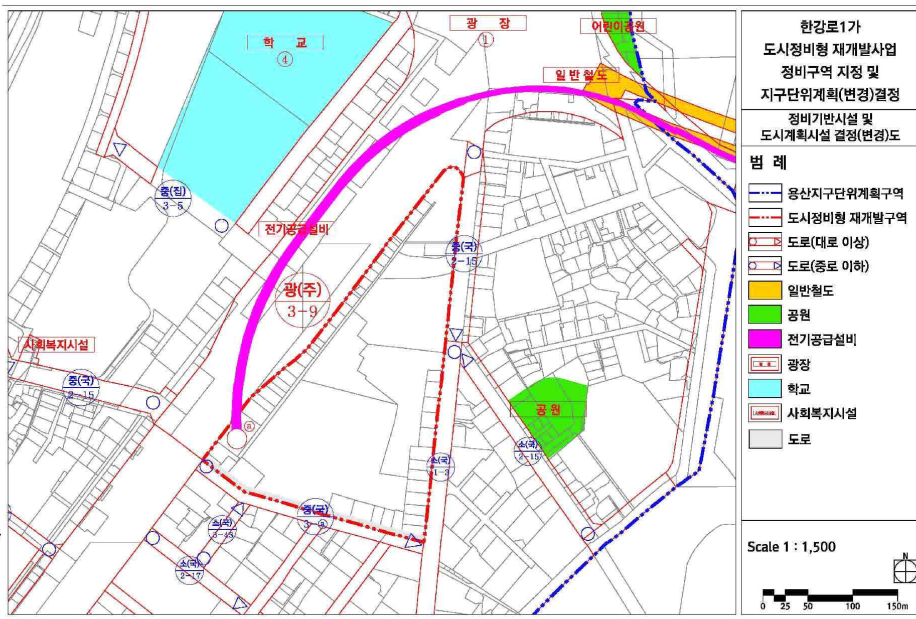 광 장
①
어린이공원
학 교
④
일반철도
중(집)
3-5
전기공급설비
중(국)
2-15
광(주)
3-9
사회복지시설
중(국)
2-15
공 원
ⓐ
소(국)
1-3
소(국)
2-15
중(국)
3-ⓐ
소(국)
3-45
소(국)
2-17
한강로1가
도시정비형 재개발사업
정비구역 지정 및
지구단위계획(변경)결정
정비기반시설 및
도시계획시설 결정(변경)도
범 례
용산지구단위계획구역
도시정비형 재개발구역
도로(대로 이상)
도로(중로 이하)
일반철도
공원
전기공급설비
광장
학교
사회복지시설
도로
Scale 1 : 1,500
N
0 25 50 100 150m